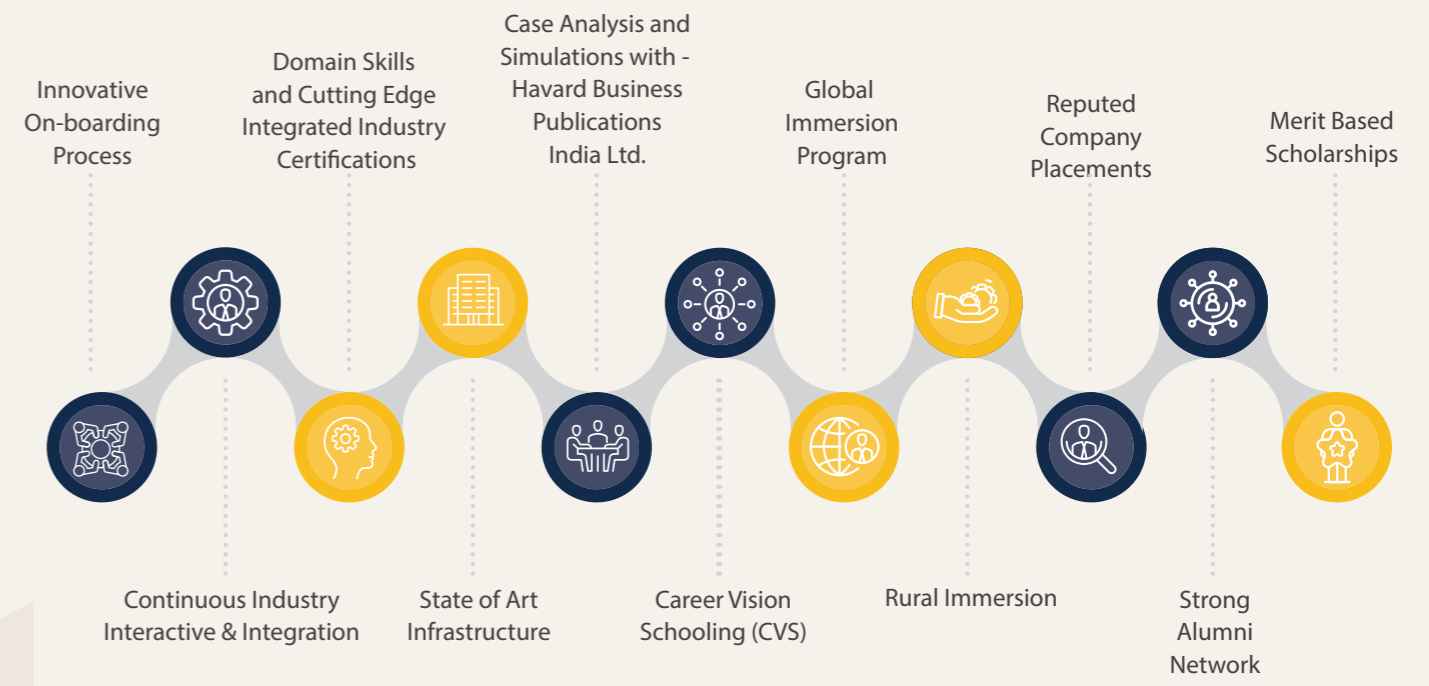 Innovative
On-boarding
Process
Domain Skills
and Cutting Edge
Integrated Industry
Certifications
Case Analysis and
Simulations with -
Havard Business
Publications
India Ltd.
Global
Immersion
Program
Reputed
Company
Placements
Merit Based
Scholarships
Continuous Industry
Interactive & Integration
State of Art
Infrastructure
Career Vision
Schooling (CVS)
Rural Immersion
Strong
Alumni
Network